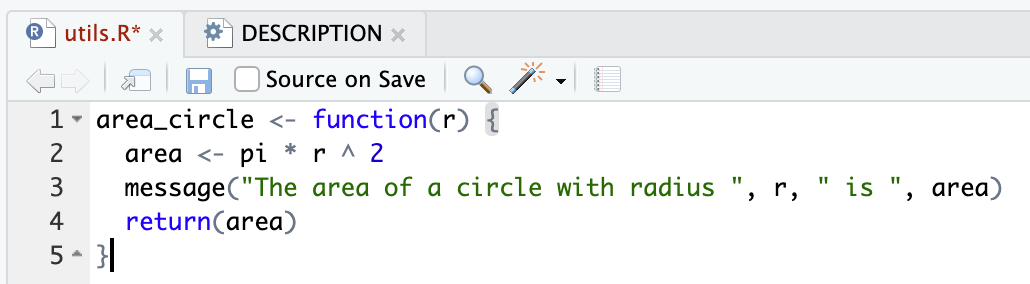 utils.R* DESCRIPTION
Source on Save
1 area_circle <- function(r) {
2   area <- pi * r ^ 2
3   message("The area of a circle with radius ", r, " is ", area)
4   return(area)
5 }